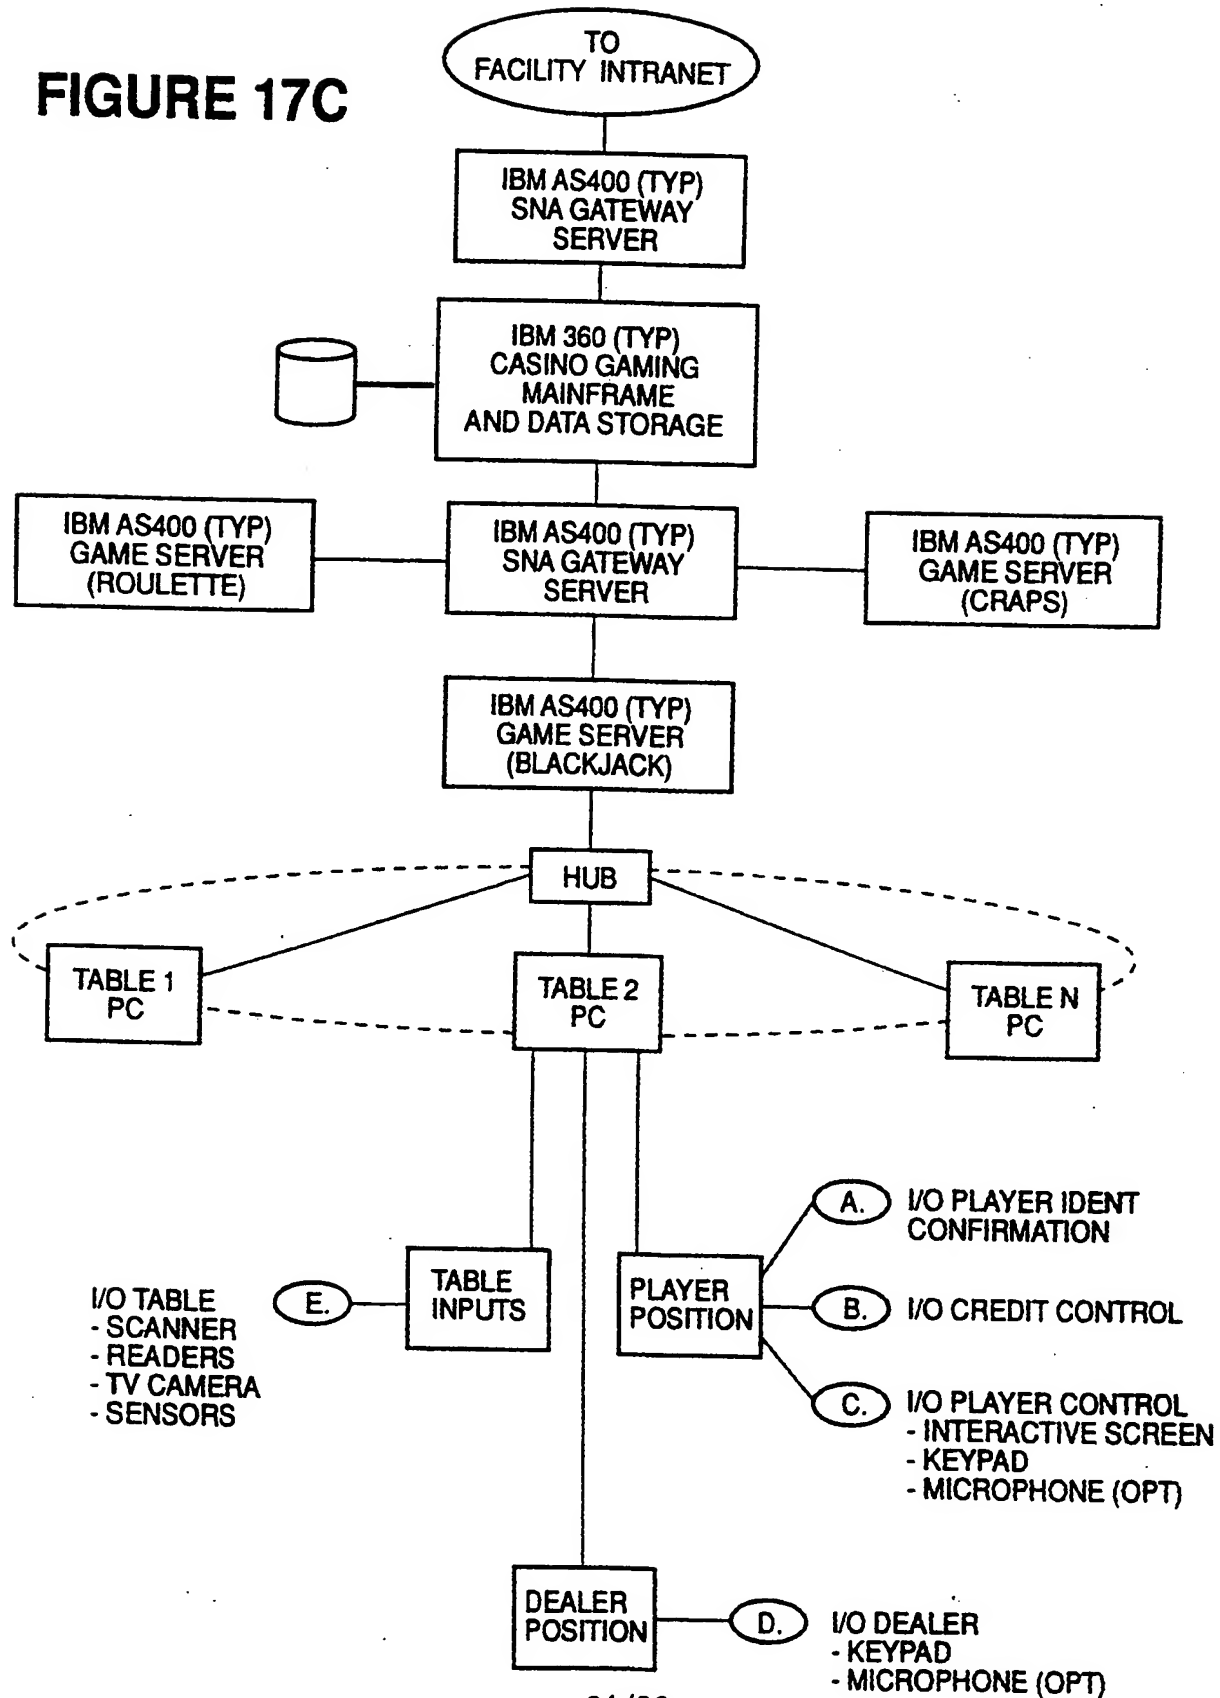 TO
FACILITY INTRANET
FIGURE 17C
IBM AS400 (TYP)
SNA GATEWAY
SERVER
IBM 360 (TYP)
CASINO GAMING
MAINFRAME
AND DATA STORAGE
IBM AS400 (TYP)
GAME SERVER
(ROULETTE)
IBM AS400 (TYP)
SNA GATEWAY
SERVER
IBM AS400 (TYP)
GAME SERVER
(CRAPS)
IBM AS400 (TYP)
GAME SERVER
(BLACKJACK)
HUB
TABLE 1
PC
TABLE 2
PC
TABLE N
PC
A.
I/O PLAYER IDENT
CONFIRMATION
TABLE
INPUTS
PLAYER
POSITION
B.
I/O CREDIT CONTROL
E.
I/O TABLE
- SCANNER
- READERS
- TV CAMERA
- SENSORS
C.
I/O PLAYER CONTROL
- INTERACTIVE SCREEN
- KEYPAD
- MICROPHONE (OPT)
DEALER
POSITION
D.
I/O DEALER
- KEYPAD
- MICROPHONE (OPT)